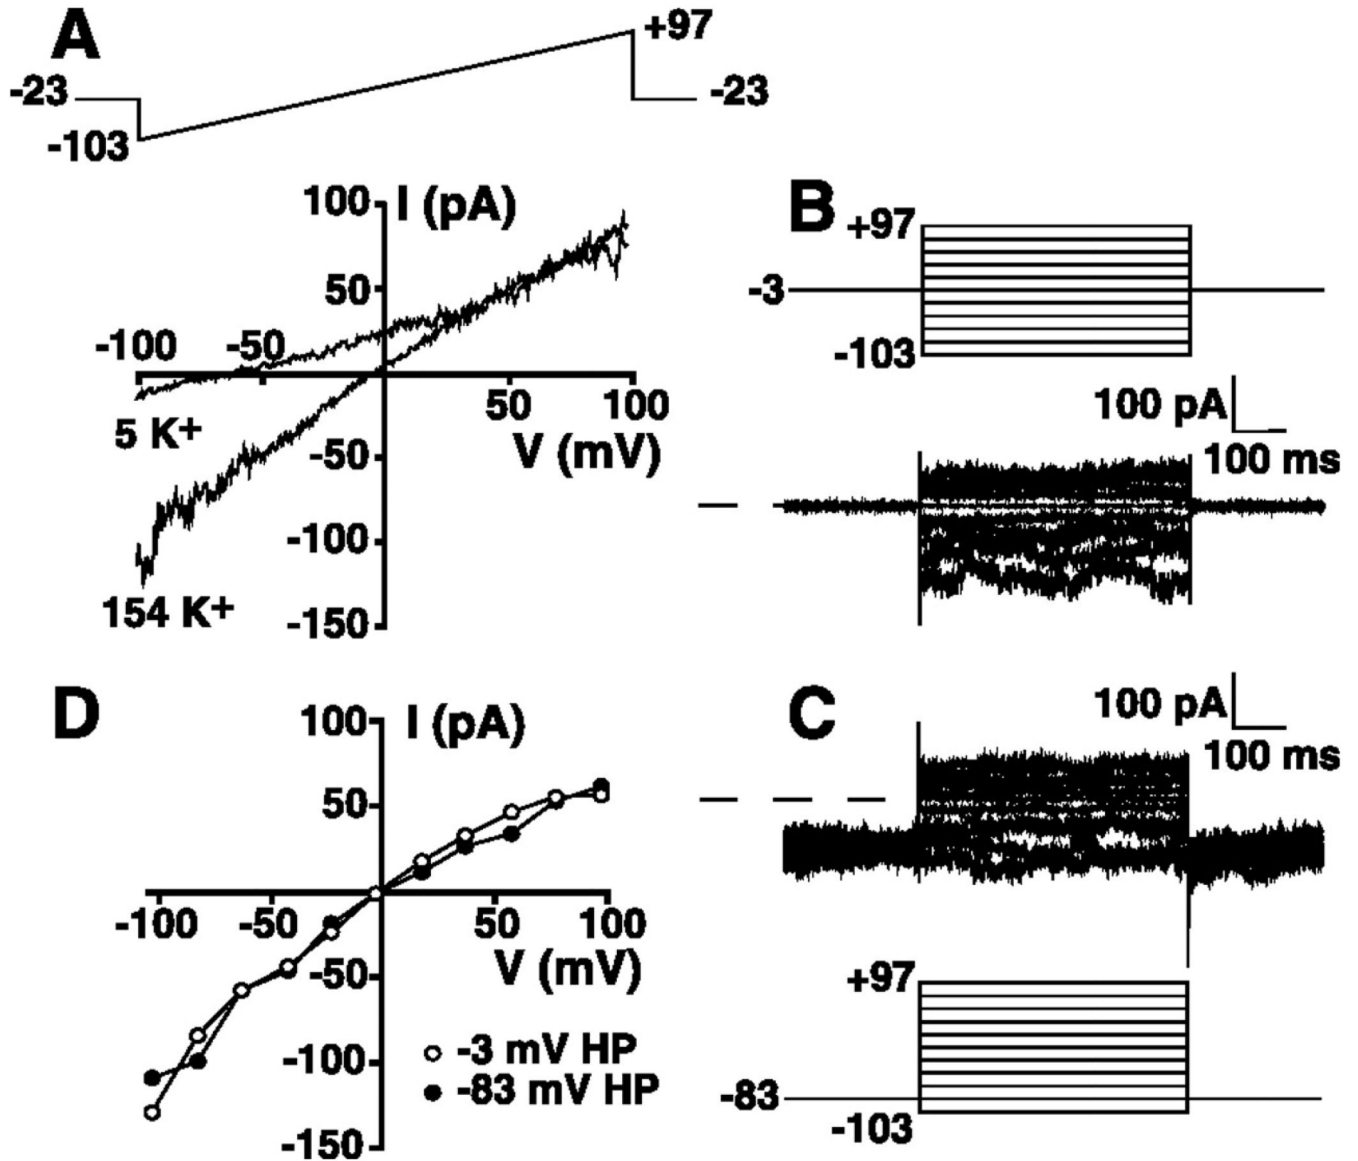 A
+97
-23
-23
-103
100 I (pA)
50
-100 -50
50 100
V (mV)
5 K+
-50
-100
154 K+
-150
B
+97
-3
-103
100 pA
100 ms
D
100 I (pA)
50
-100 -50 50 100
V (mV)
-50
-100
-150
-3 mV HP
-83 mV HP
C
100 pA
100 ms
+97
-83
-103